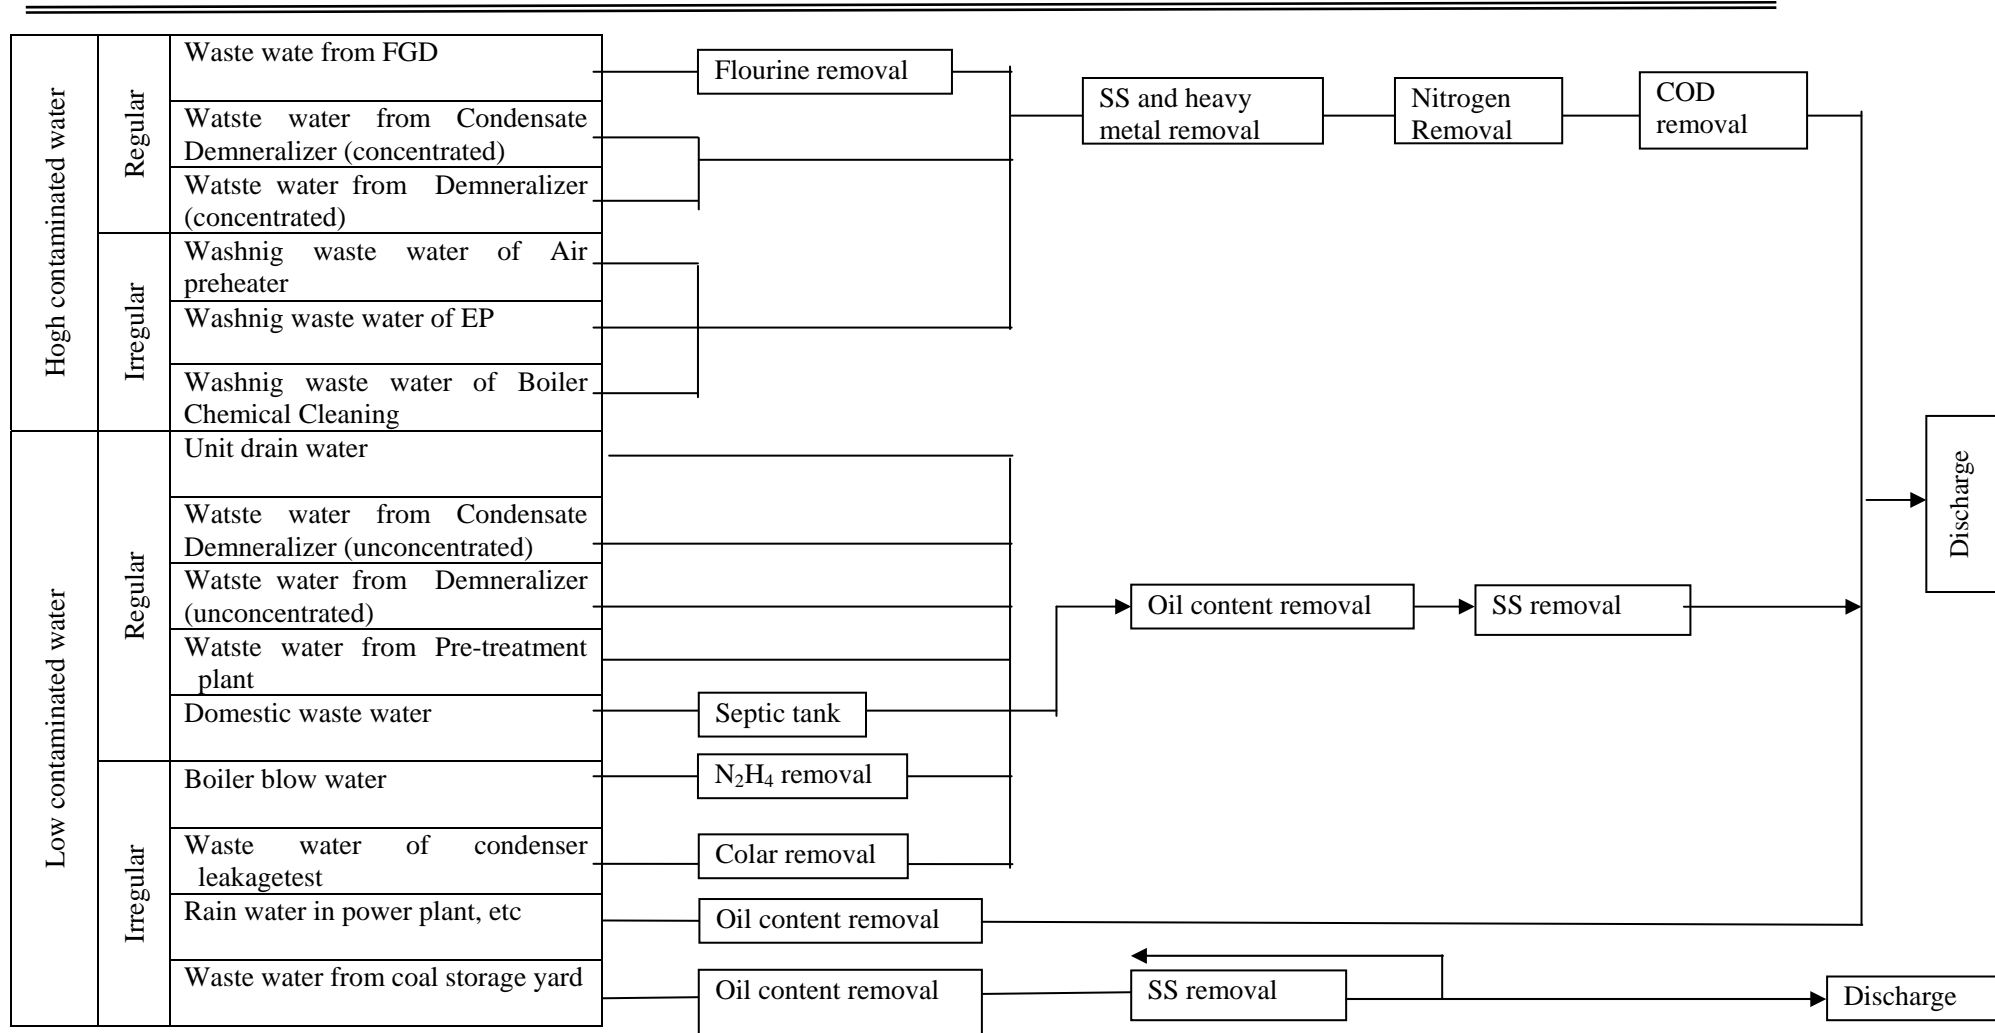 Hogh contaminated water
Regular
Waste wate from FGD
Flourine removal
Watste water from Condensate
Demneralizer (concentrated)
Watste water from Demneralizer
(concentrated)
SS and heavy
metal removal
Nitrogen
Removal
COD
removal
Irregular
Washnig waste water of Air
preheater
Washnig waste water of EP
Washnig waste water of Boiler
Chemical Cleaning
Discharge
Low contaminated water
Regular
Unit drain water
Watste water from Condensate
Demneralizer (unconcentrated)
Watste water from Demneralizer
(unconcentrated)
Oil content removal
SS removal
Watste water from Pre-treatment
plant
Domestic waste water
Septic tank
Irregular
Boiler blow water
N₂H₄ removal
Waste water of condenser
leakagetest
Colar removal
Rain water in power plant, etc
Oil content removal
Waste water from coal storage yard
Oil content removal
SS removal
Discharge